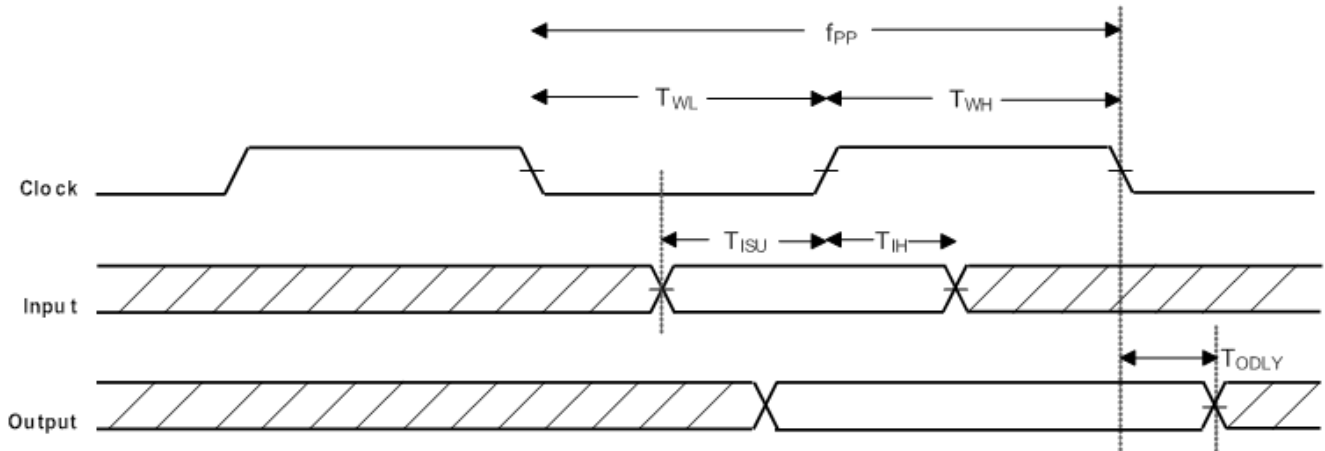 fPP
TWL TWH
Clock
TISU TIH
Input
TODLY
Output